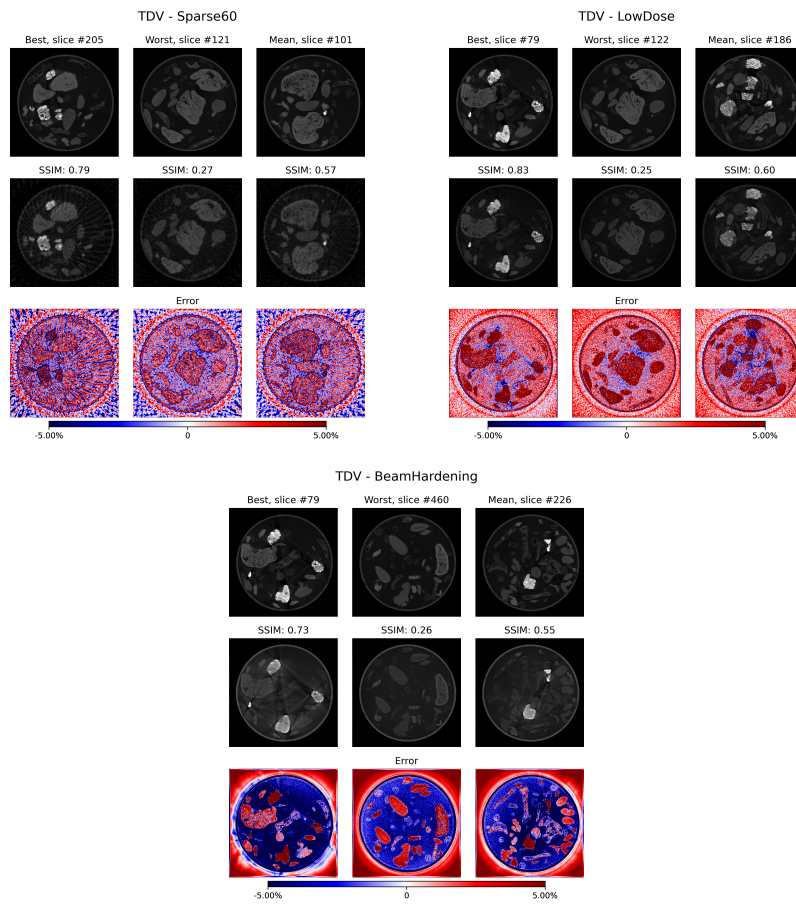 TDV - Sparse60
Best, slice #205 Worst, slice #121 Mean, slice #101
SSIM: 0.79 SSIM: 0.27 SSIM: 0.57
Error
-5.00% 0 5.00%
TDV - LowDose
Best, slice #79 Worst, slice #122 Mean, slice #186
SSIM: 0.83 SSIM: 0.25 SSIM: 0.60
Error
-5.00% 0 5.00%
TDV - BeamHardening
Best, slice #79 Worst, slice #460 Mean, slice #226
SSIM: 0.73 SSIM: 0.26 SSIM: 0.55
Error
-5.00% 0 5.00%